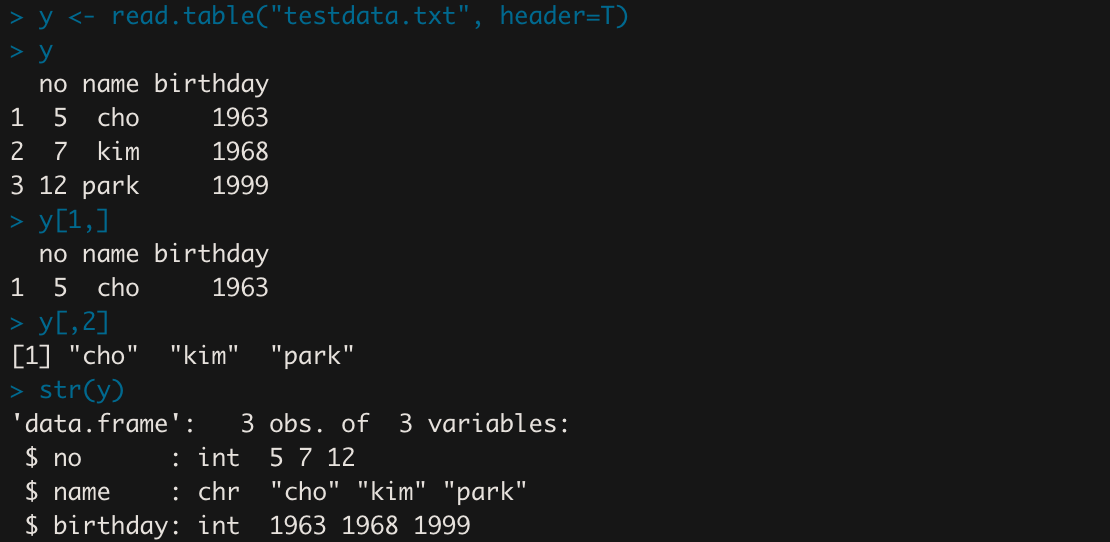 > y <- read.table("testdata.txt", header=T)
> y
  no name birthday
1  5  cho     1963
2  7  kim     1968
3 12 park     1999
> y[1,]
  no name birthday
1  5  cho     1963
> y[,2]
[1] "cho"  "kim"  "park"
> str(y)
'data.frame':   3 obs. of  3 variables:
 $ no      : int  5 7 12
 $ name    : chr  "cho" "kim" "park"
 $ birthday: int  1963 1968 1999